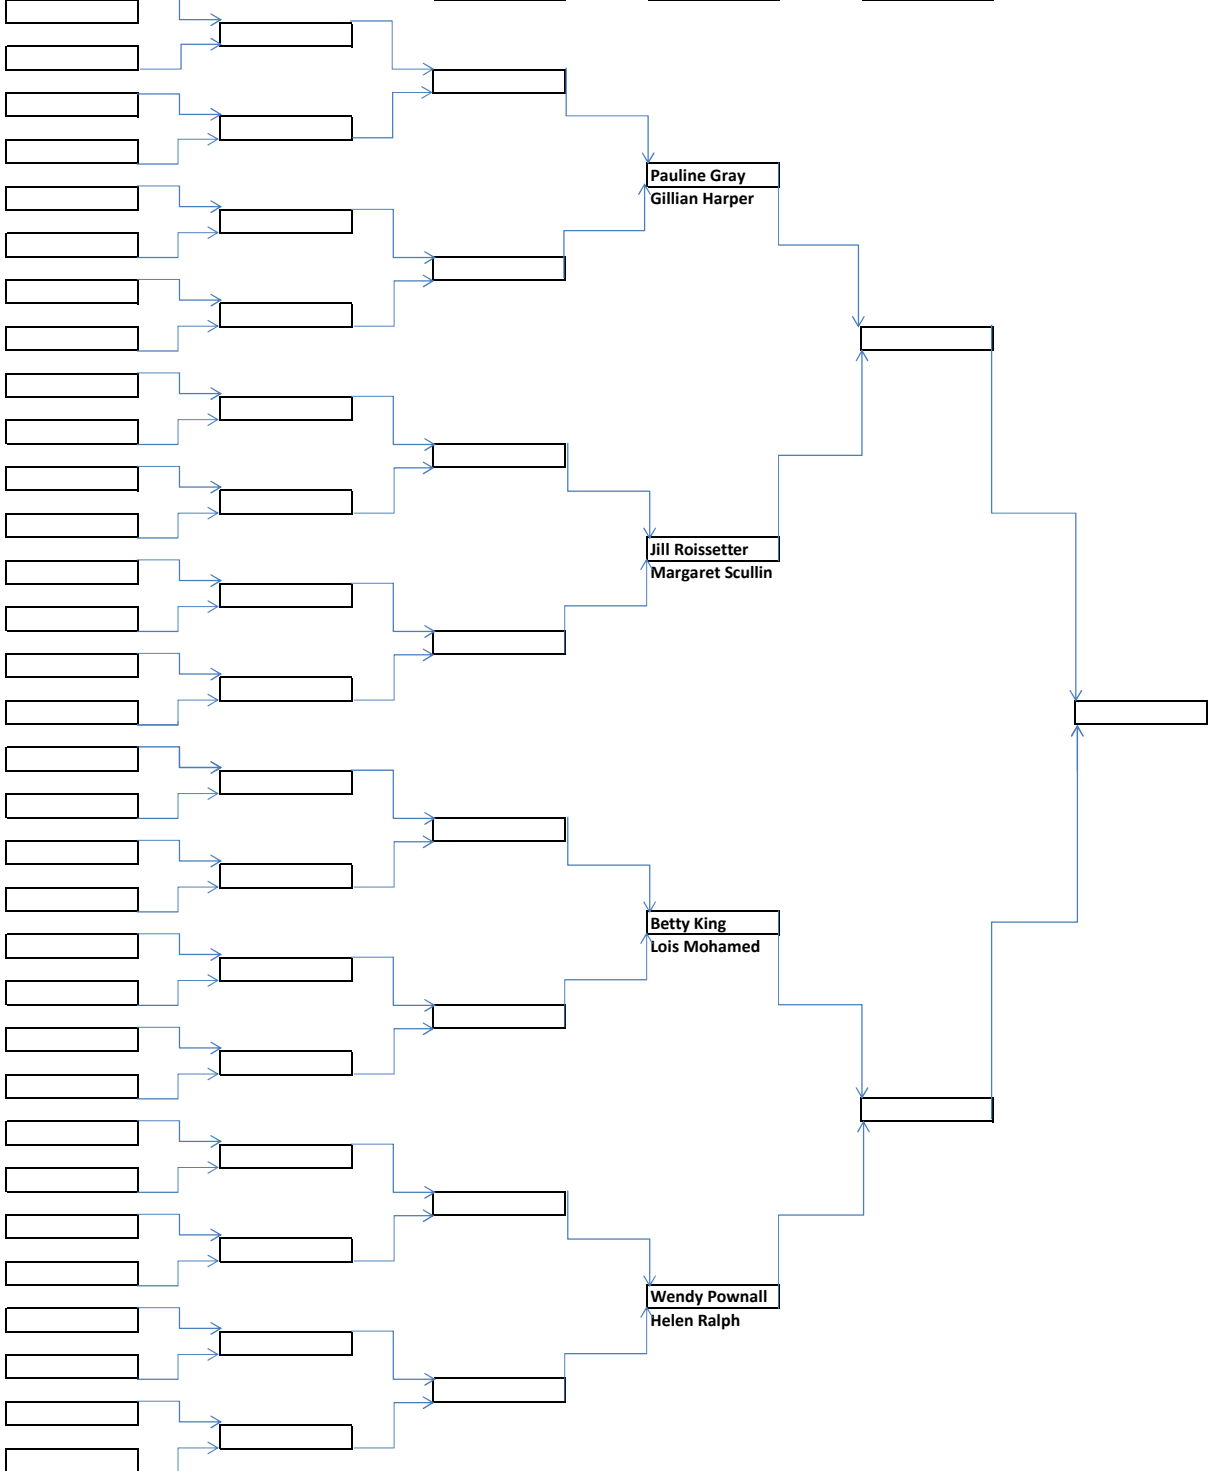 Pauline Gray
Gillian Harper
Jill Roissetter
Margaret Scullin
Betty King
Lois Mohamed
Wendy Pownall
Helen Ralph